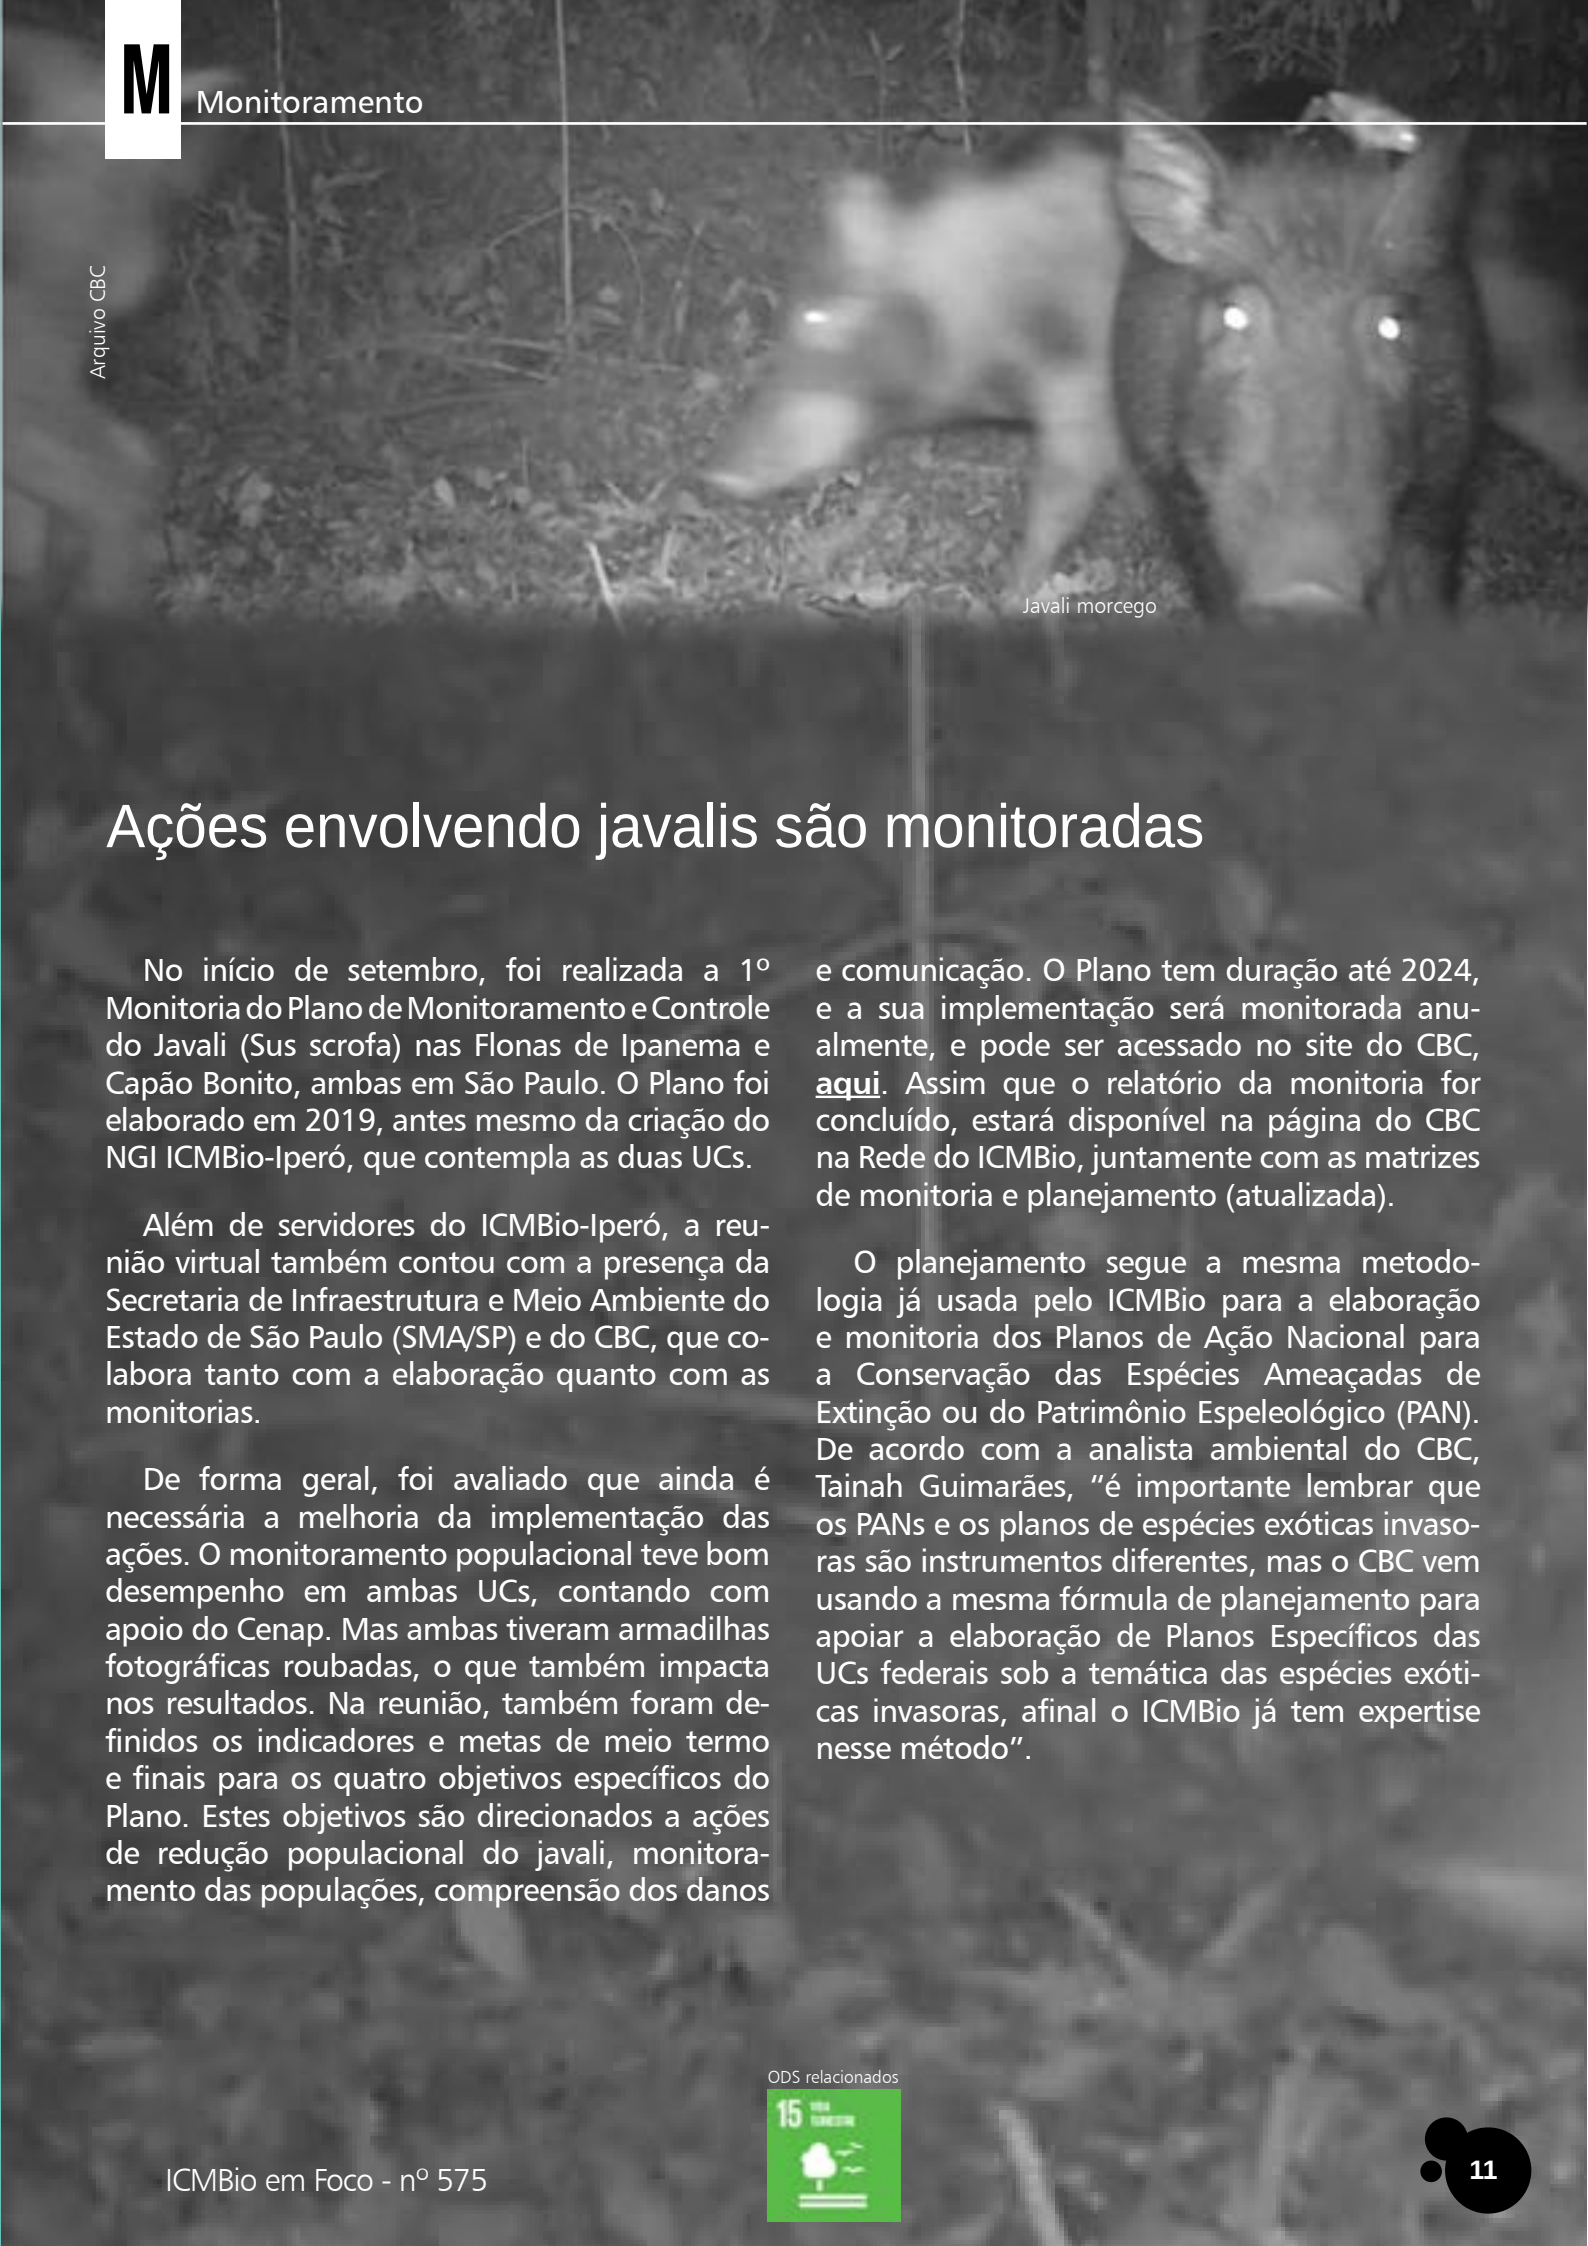 M
Monitoramento
Arquivo CBC
Javali morcego
Ações envolvendo javalis são monitoradas
No início de setembro, foi realizada a 1º
Monitoria do Plano de Monitoramento e Controle
do Javali (Sus scrofa) nas Flonas de Ipanema e
Capão Bonito, ambas em São Paulo. O Plano foi
elaborado em 2019, antes mesmo da criação do
NGI ICMBio-Iperó, que contempla as duas UCs.
Além de servidores do ICMBio-Iperó, a reu-
nião virtual também contou com a presença da
Secretaria de Infraestrutura e Meio Ambiente do
Estado de São Paulo (SMA/SP) e do CBC, que co-
labora tanto com a elaboração quanto com as
monitorias.
De forma geral, foi avaliado que ainda é
necessária a melhoria da implementação das
ações. O monitoramento populacional teve bom
desempenho em ambas UCs, contando com
apoio do Cenap. Mas ambas tiveram armadilhas
fotográficas roubadas, o que também impacta
nos resultados. Na reunião, também foram de-
finidos os indicadores e metas de meio termo
e finais para os quatro objetivos específicos do
Plano. Estes objetivos são direcionados a ações
de redução populacional do javali, monitora-
mento das populações, compreensão dos danos
e comunicação. O Plano tem duração até 2024,
e a sua implementação será monitorada anu-
almente, e pode ser acessado no site do CBC,
aqui. Assim que o relatório da monitoria for
concluído, estará disponível na página do CBC
na Rede do ICMBio, juntamente com as matrizes
de monitoria e planejamento (atualizada).
O planejamento segue a mesma metodo-
logia já usada pelo ICMBio para a elaboração
e monitoria dos Planos de Ação Nacional para
a Conservação das Espécies Ameaçadas de
Extinção ou do Patrimônio Espeleológico (PAN).
De acordo com a analista ambiental do CBC,
Tainah Guimarães, “é importante lembrar que
os PANs e os planos de espécies exóticas invaso-
ras são instrumentos diferentes, mas o CBC vem
usando a mesma fórmula de planejamento para
apoiar a elaboração de Planos Específicos das
UCs federais sob a temática das espécies exóti-
cas invasoras, afinal o ICMBio já tem expertise
nesse método”.
ODS relacionados
15 VIDA
TERRESTRE
ICMBio em Foco - nº 575
11